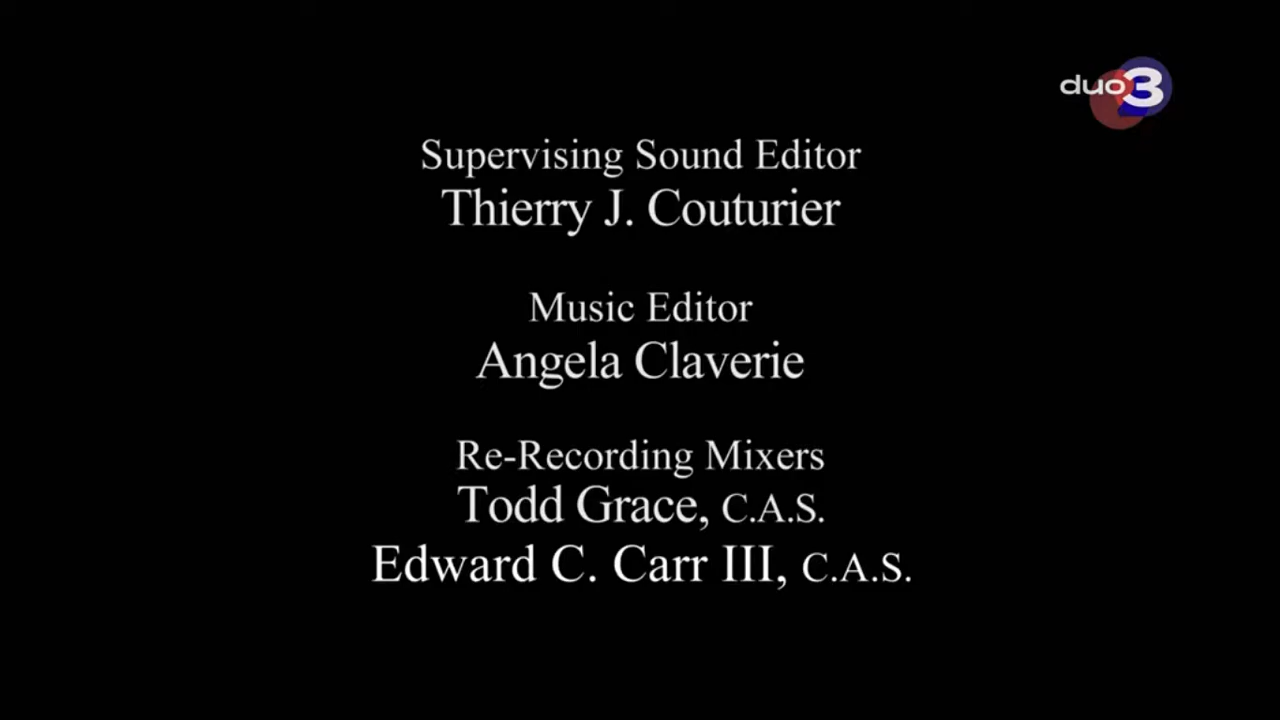 duo3
Supervising Sound Editor
Thierry J. Couturier
Music Editor
Angela Claverie
Re-Recording Mixers
Todd Grace, C.A.S.
Edward C. Carr III, C.A.S.